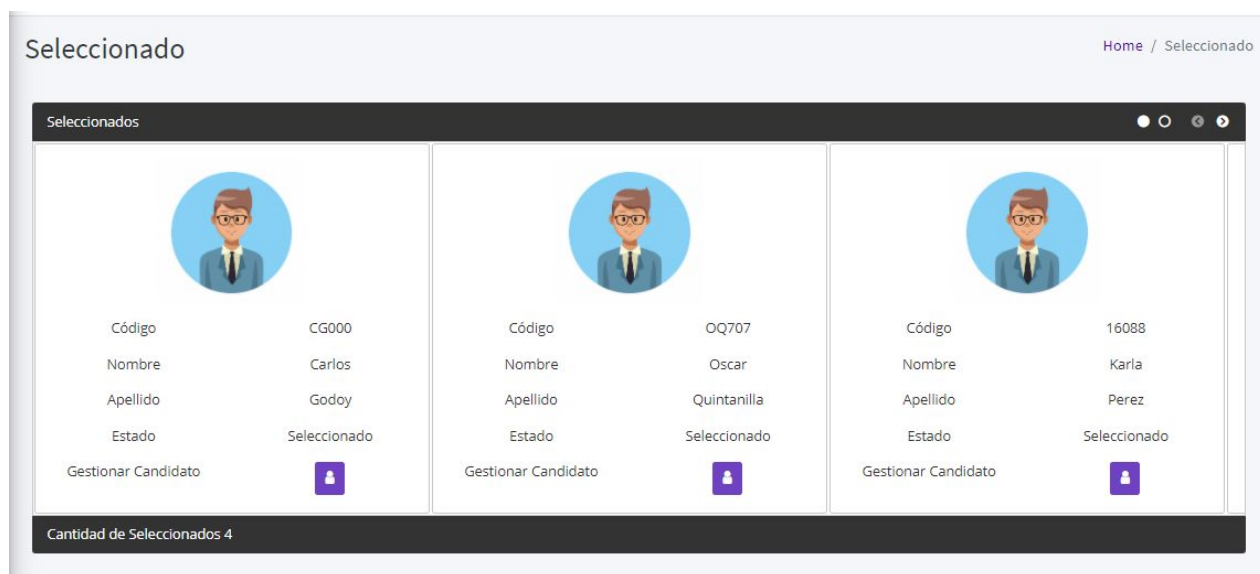 Seleccionado
Home / Seleccionado
Seleccionados
Código CG000
Nombre Carlos
Apellido Godoy
Estado Seleccionado
Gestionar Candidato
Código OQ707
Nombre Oscar
Apellido Quintanilla
Estado Seleccionado
Gestionar Candidato
Código 16088
Nombre Karla
Apellido Perez
Estado Seleccionado
Gestionar Candidato
Cantidad de Seleccionados 4